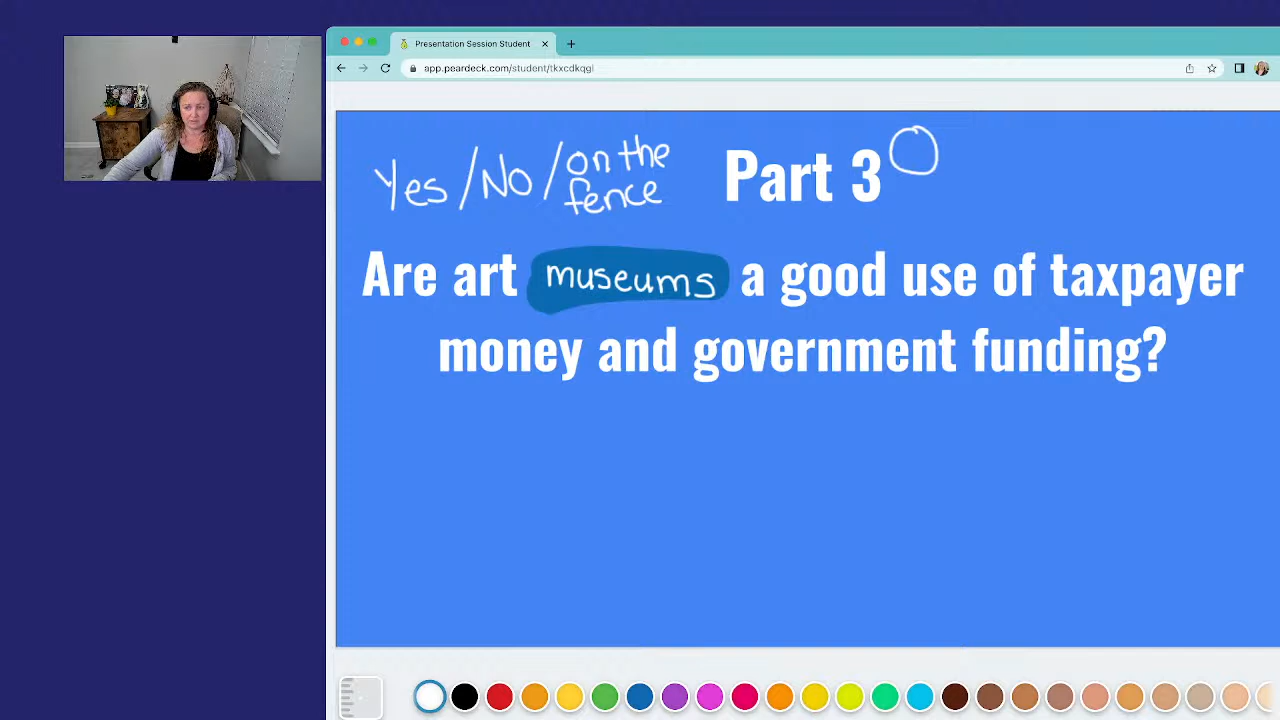 Presentation Session Student
app.peardeck.com/student/tkxcdkqgl
Yes / No / on the fence
Part 3
Are art museums a good use of taxpayer
money and government funding?